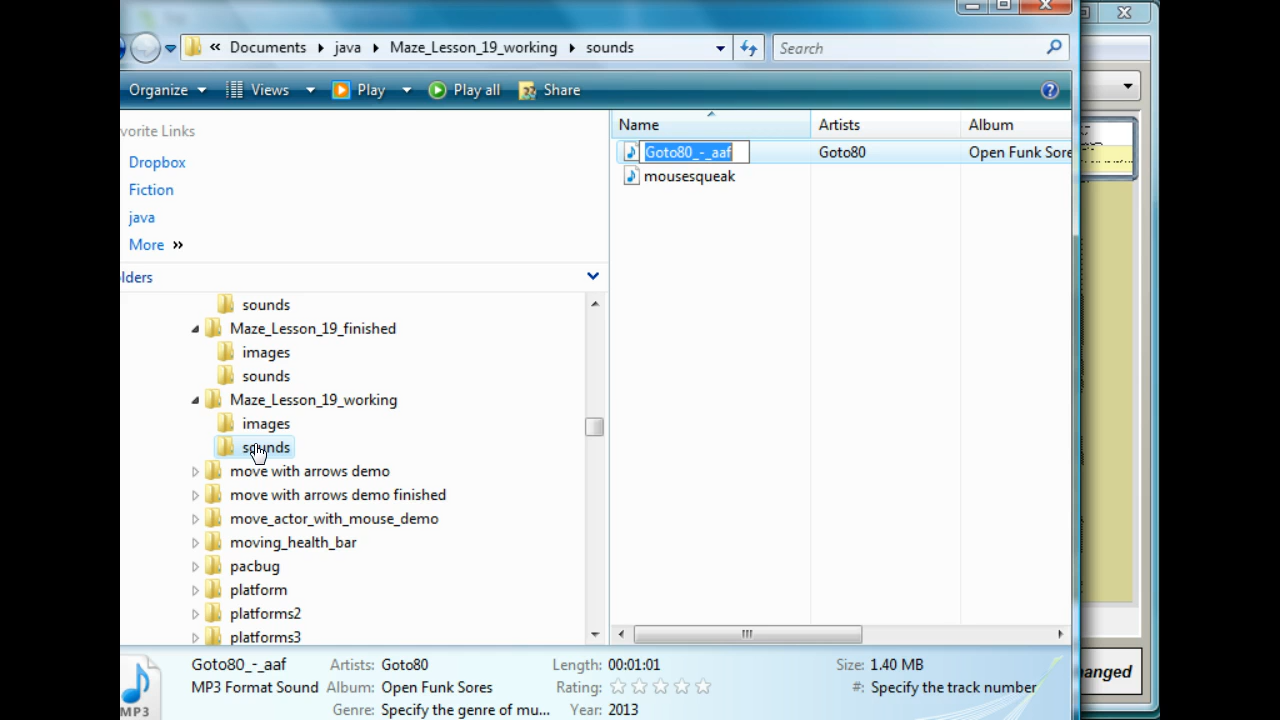 « Documents java Maze_Lesson_19_working sounds Search
Organize Views Play Play all Share ?
vorite Links
Dropbox
Fiction
java
More »
lders
sounds
Maze_Lesson_19_finished
images
sounds
Maze_Lesson_19_working
images
sounds
move with arrows demo
move with arrows demo finished
move_actor_with_mouse_demo
moving_health_bar
pacbug
platform
platforms2
platforms3
Name Artists Album
Goto80_-_aaf Goto80 Open Funk Sore
mousesqueak
anged
Goto80_-_aaf Artists: Goto80 Length: 00:01:01 Size: 1.40 MB
MP3 Format Sound Album: Open Funk Sores Rating: #: Specify the track number
Genre: Specify the genre of mu... Year: 2013
MP3